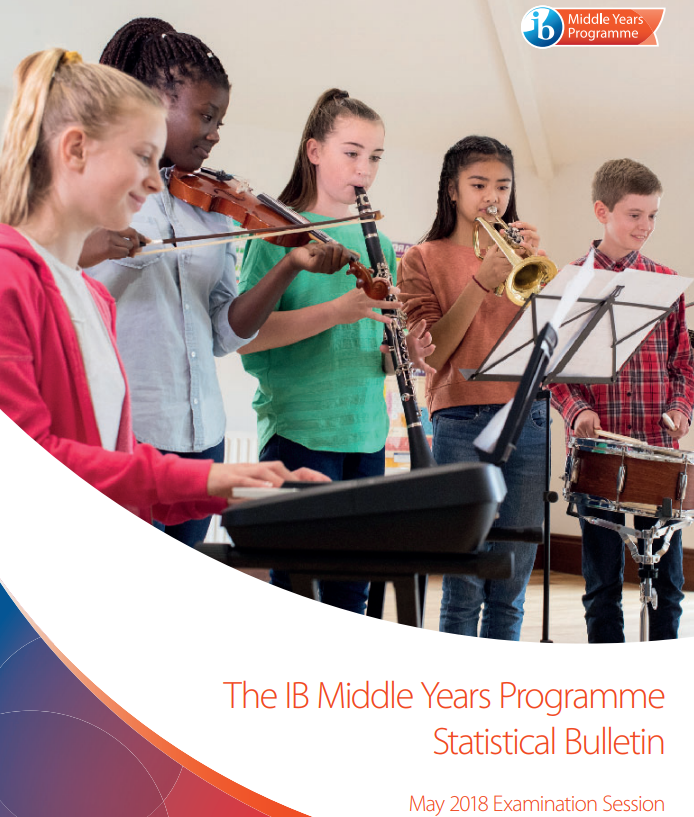 ib
Middle Years
Programme
The IB Middle Years Programme
Statistical Bulletin
May 2018 Examination Session